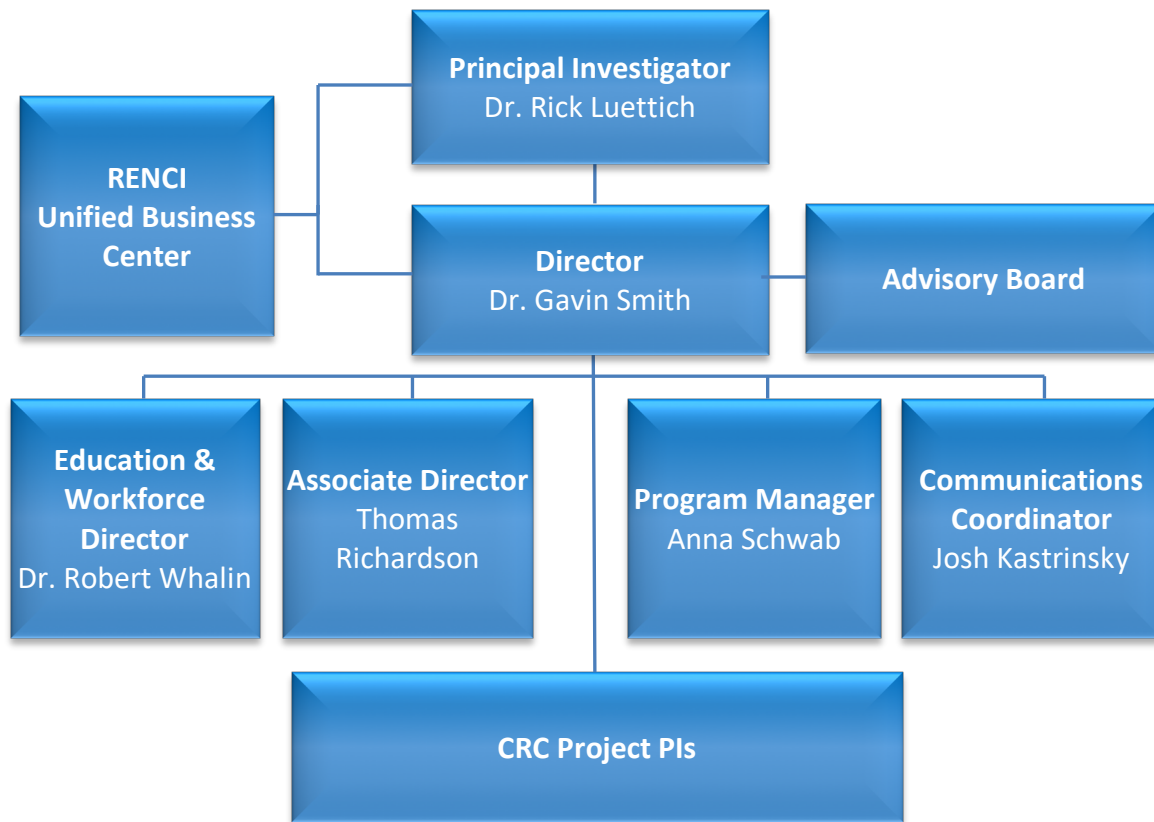 Principal Investigator
Dr. Rick Luettich
RENCI
Unified Business
Center
Director
Dr. Gavin Smith
Advisory Board
Education &
Workforce
Director
Dr. Robert Whalin
Associate Director
Thomas
Richardson
Program Manager
Anna Schwab
Communications
Coordinator
Josh Kastrinsky
CRC Project PIs